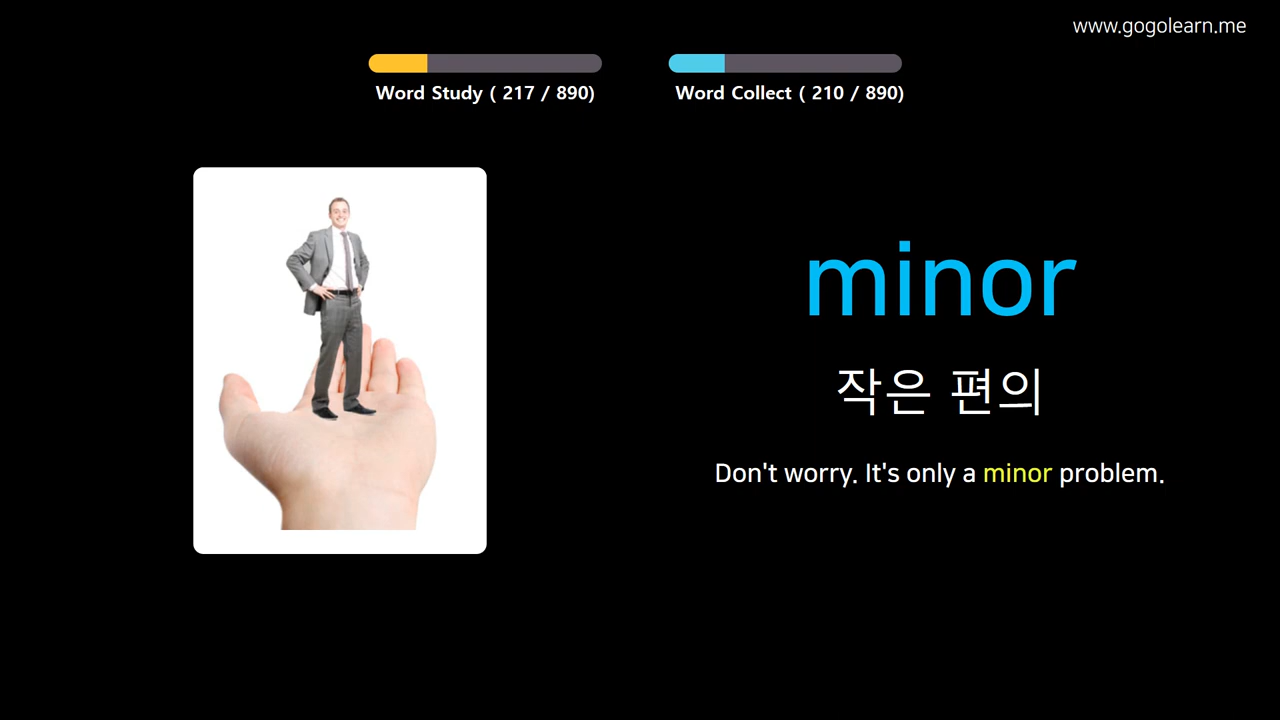 www.gogolearn.me
Word Study ( 217 / 890)
Word Collect ( 210 / 890)
minor
작은 편의
Don't worry. It's only a minor problem.